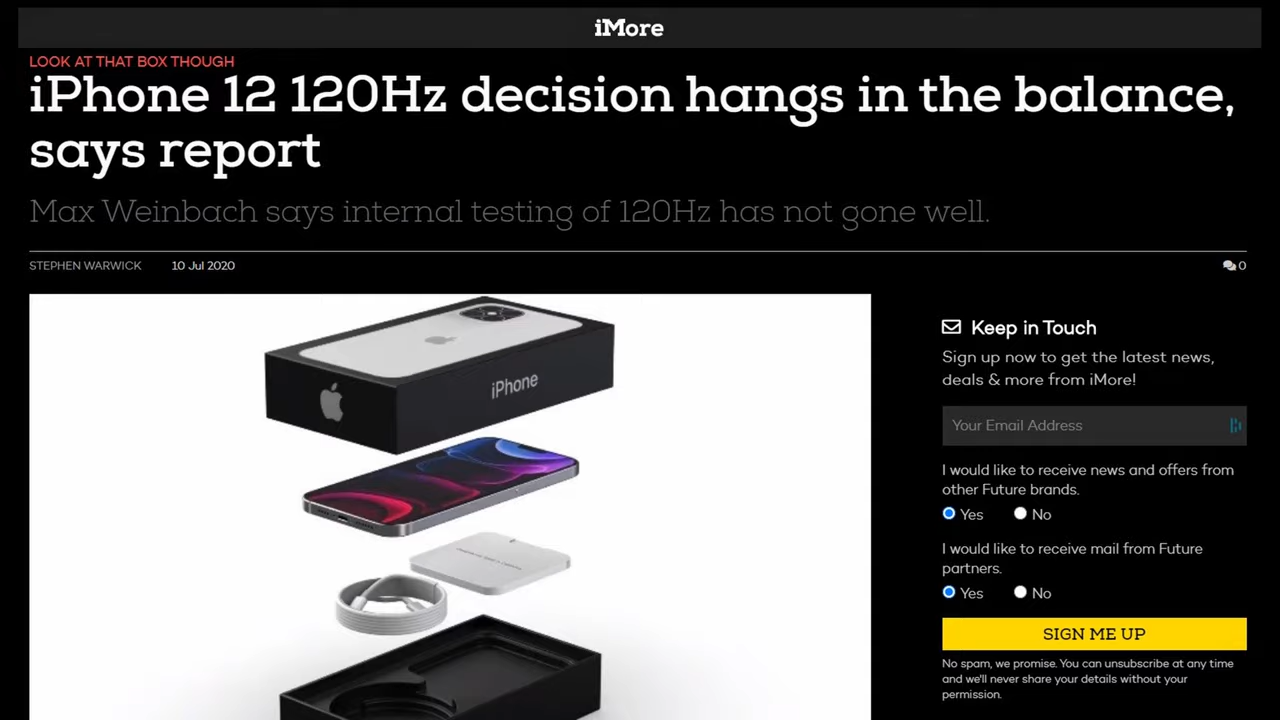 iMore
LOOK AT THAT BOX THOUGH
iPhone 12 120Hz decision hangs in the balance,
says report
Max Weinbach says internal testing of 120Hz has not gone well.
STEPHEN WARWICK 10 Jul 2020
0
iPhone
Keep in Touch
Sign up now to get the latest news,
deals & more from iMore!
Your Email Address
I would like to receive news and offers from
other Future brands.
Yes No
I would like to receive mail from Future
partners.
Yes No
SIGN ME UP
No spam, we promise. You can unsubscribe at any time
and we'll never share your details without your
permission.